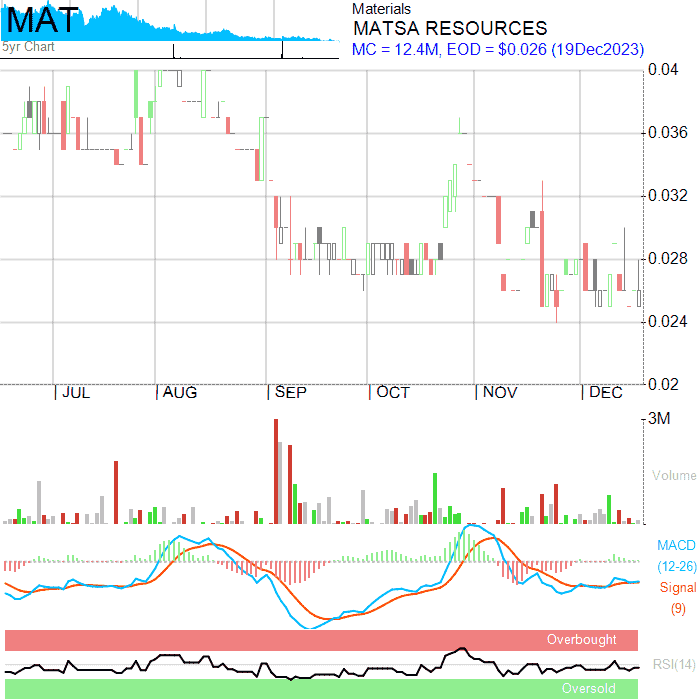 MAT
5yr Chart
Materials
MATSA RESOURCES
MC = 12.4M, EOD = $0.026 (19Dec2023)
0.04
0.036
0.032
0.028
0.024
0.02
JUL
AUG
SEP
OCT
NOV
DEC
3M
Volume
MACD
(12-26)
Signal
(9)
Overbought
RSI(14)
Oversold